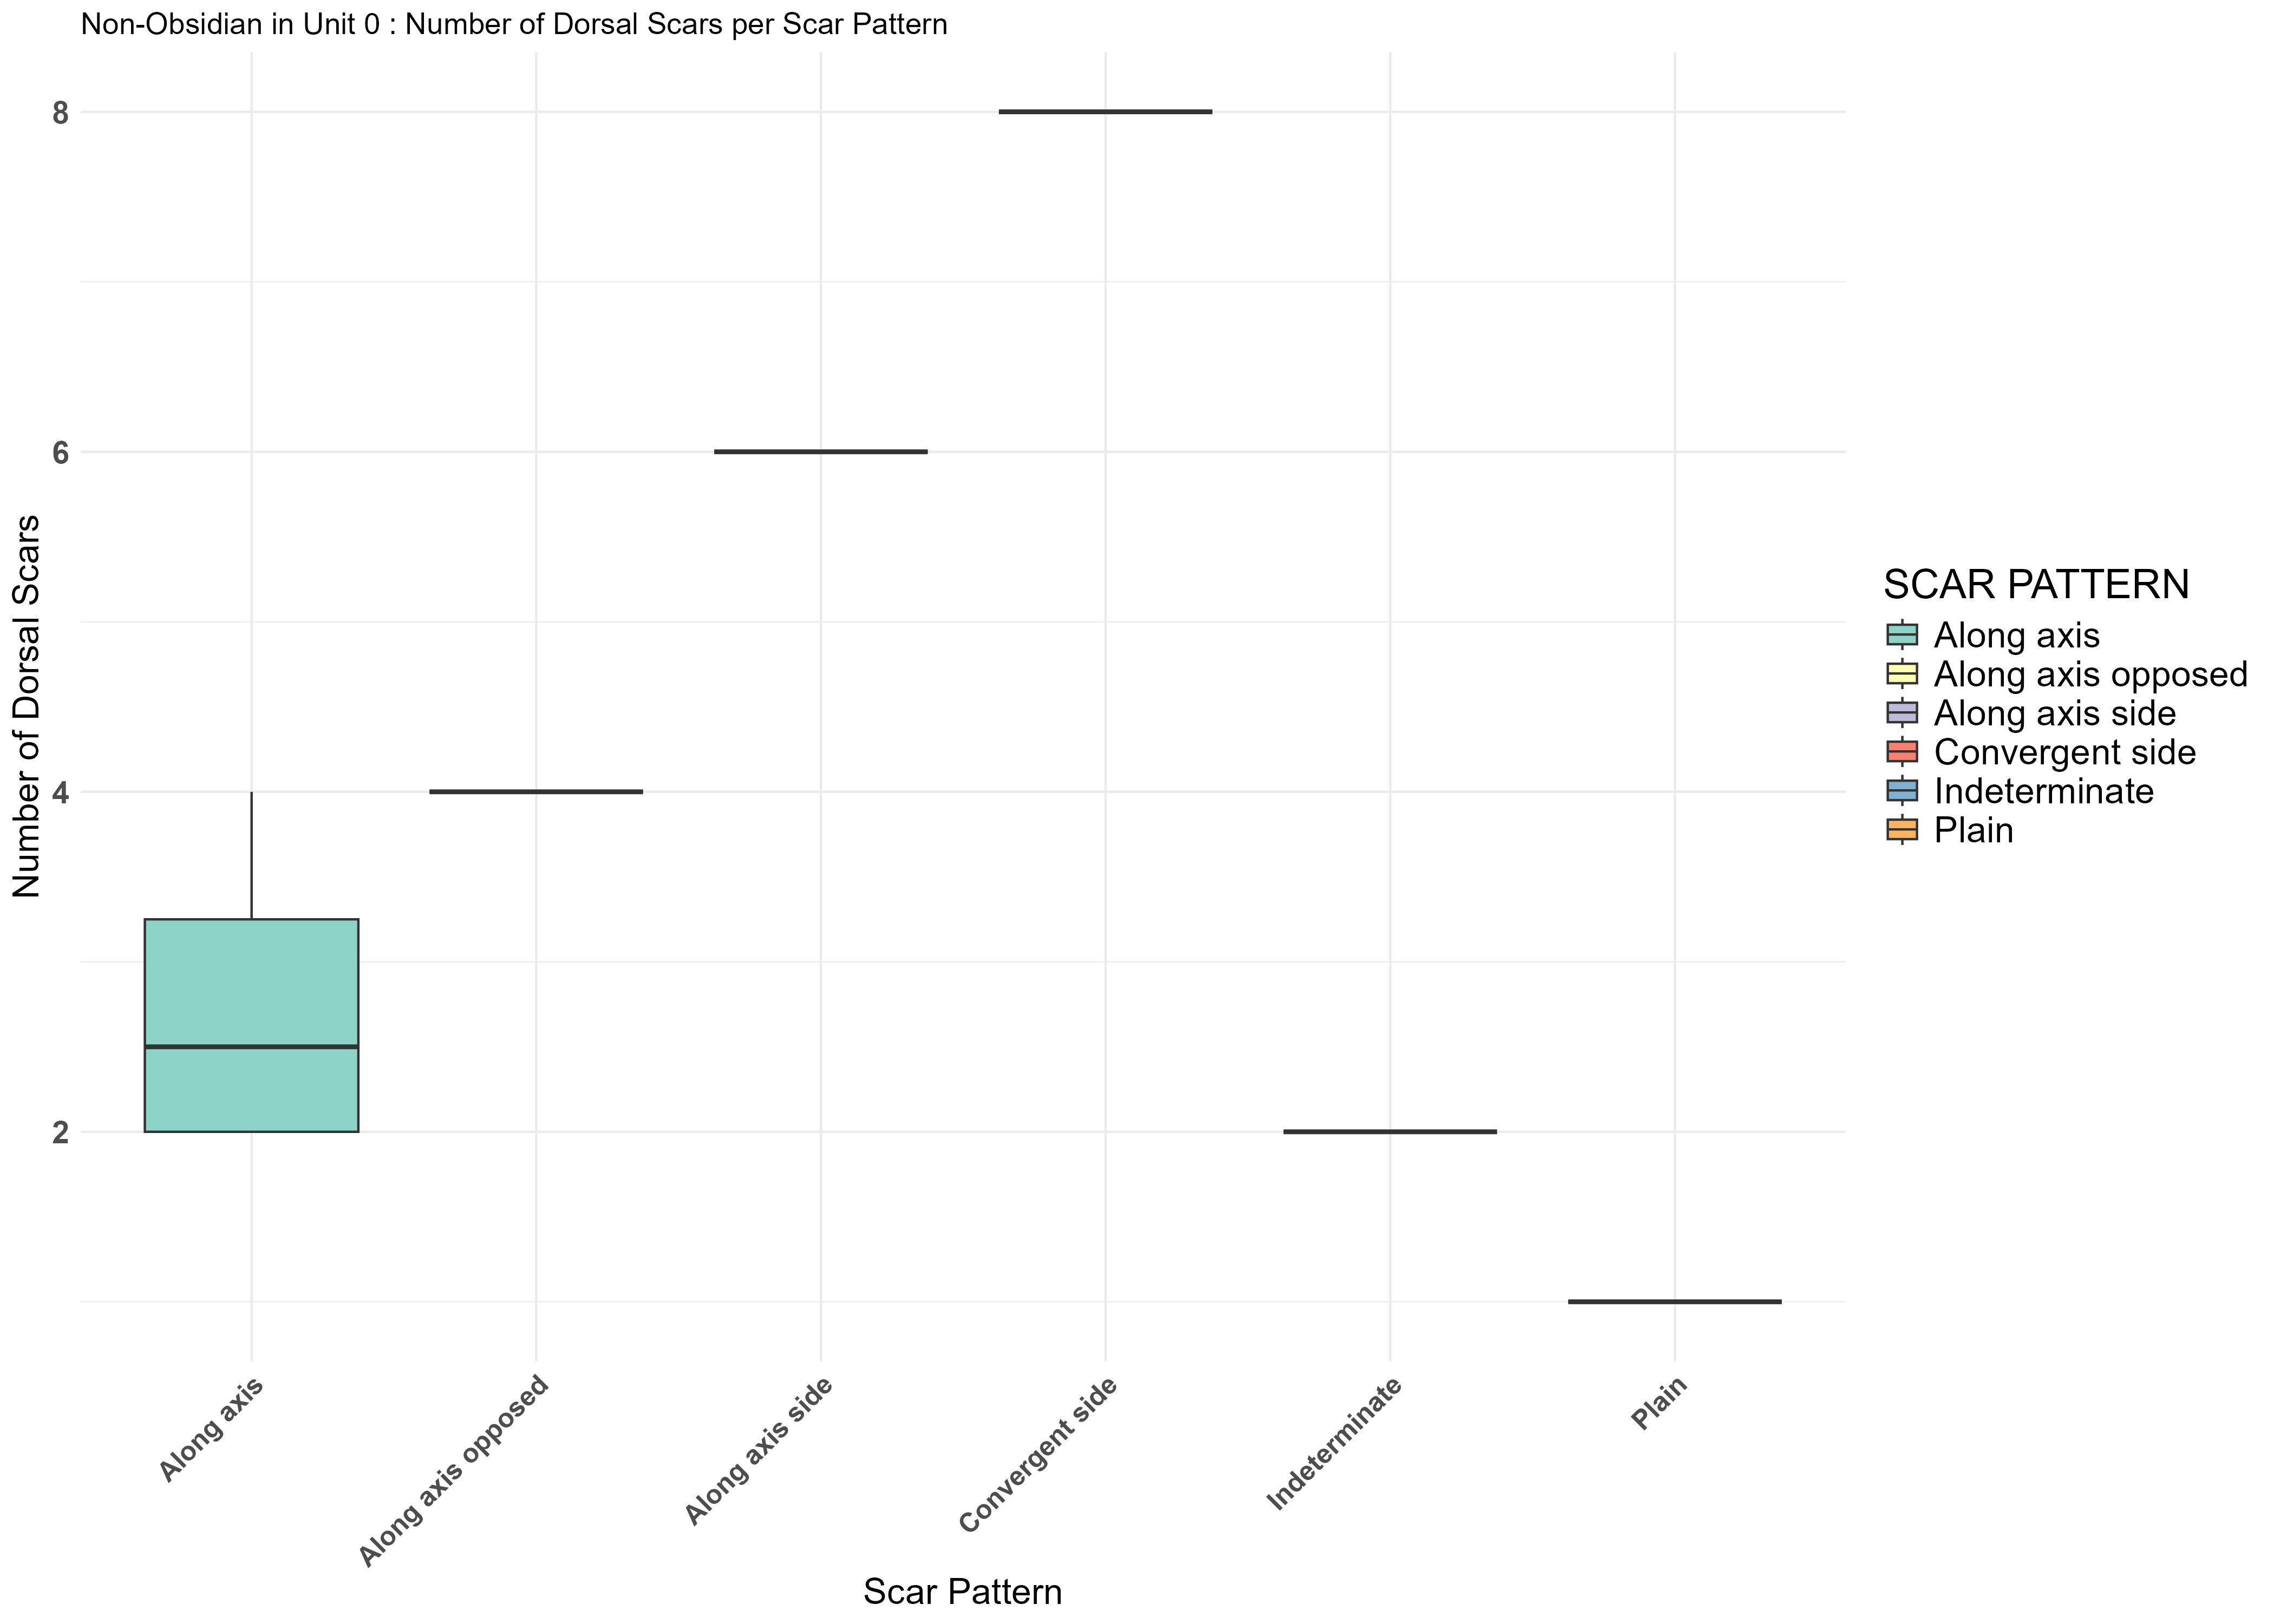 Non-Obsidian in Unit 0 : Number of Dorsal Scars per Scar Pattern
8
6
4
2
Number of Dorsal Scars
Along axis
Along axis opposed
Along axis side
Convergent side
Indeterminate
Plain
Scar Pattern
SCAR PATTERN
Along axis
Along axis opposed
Along axis side
Convergent side
Indeterminate
Plain